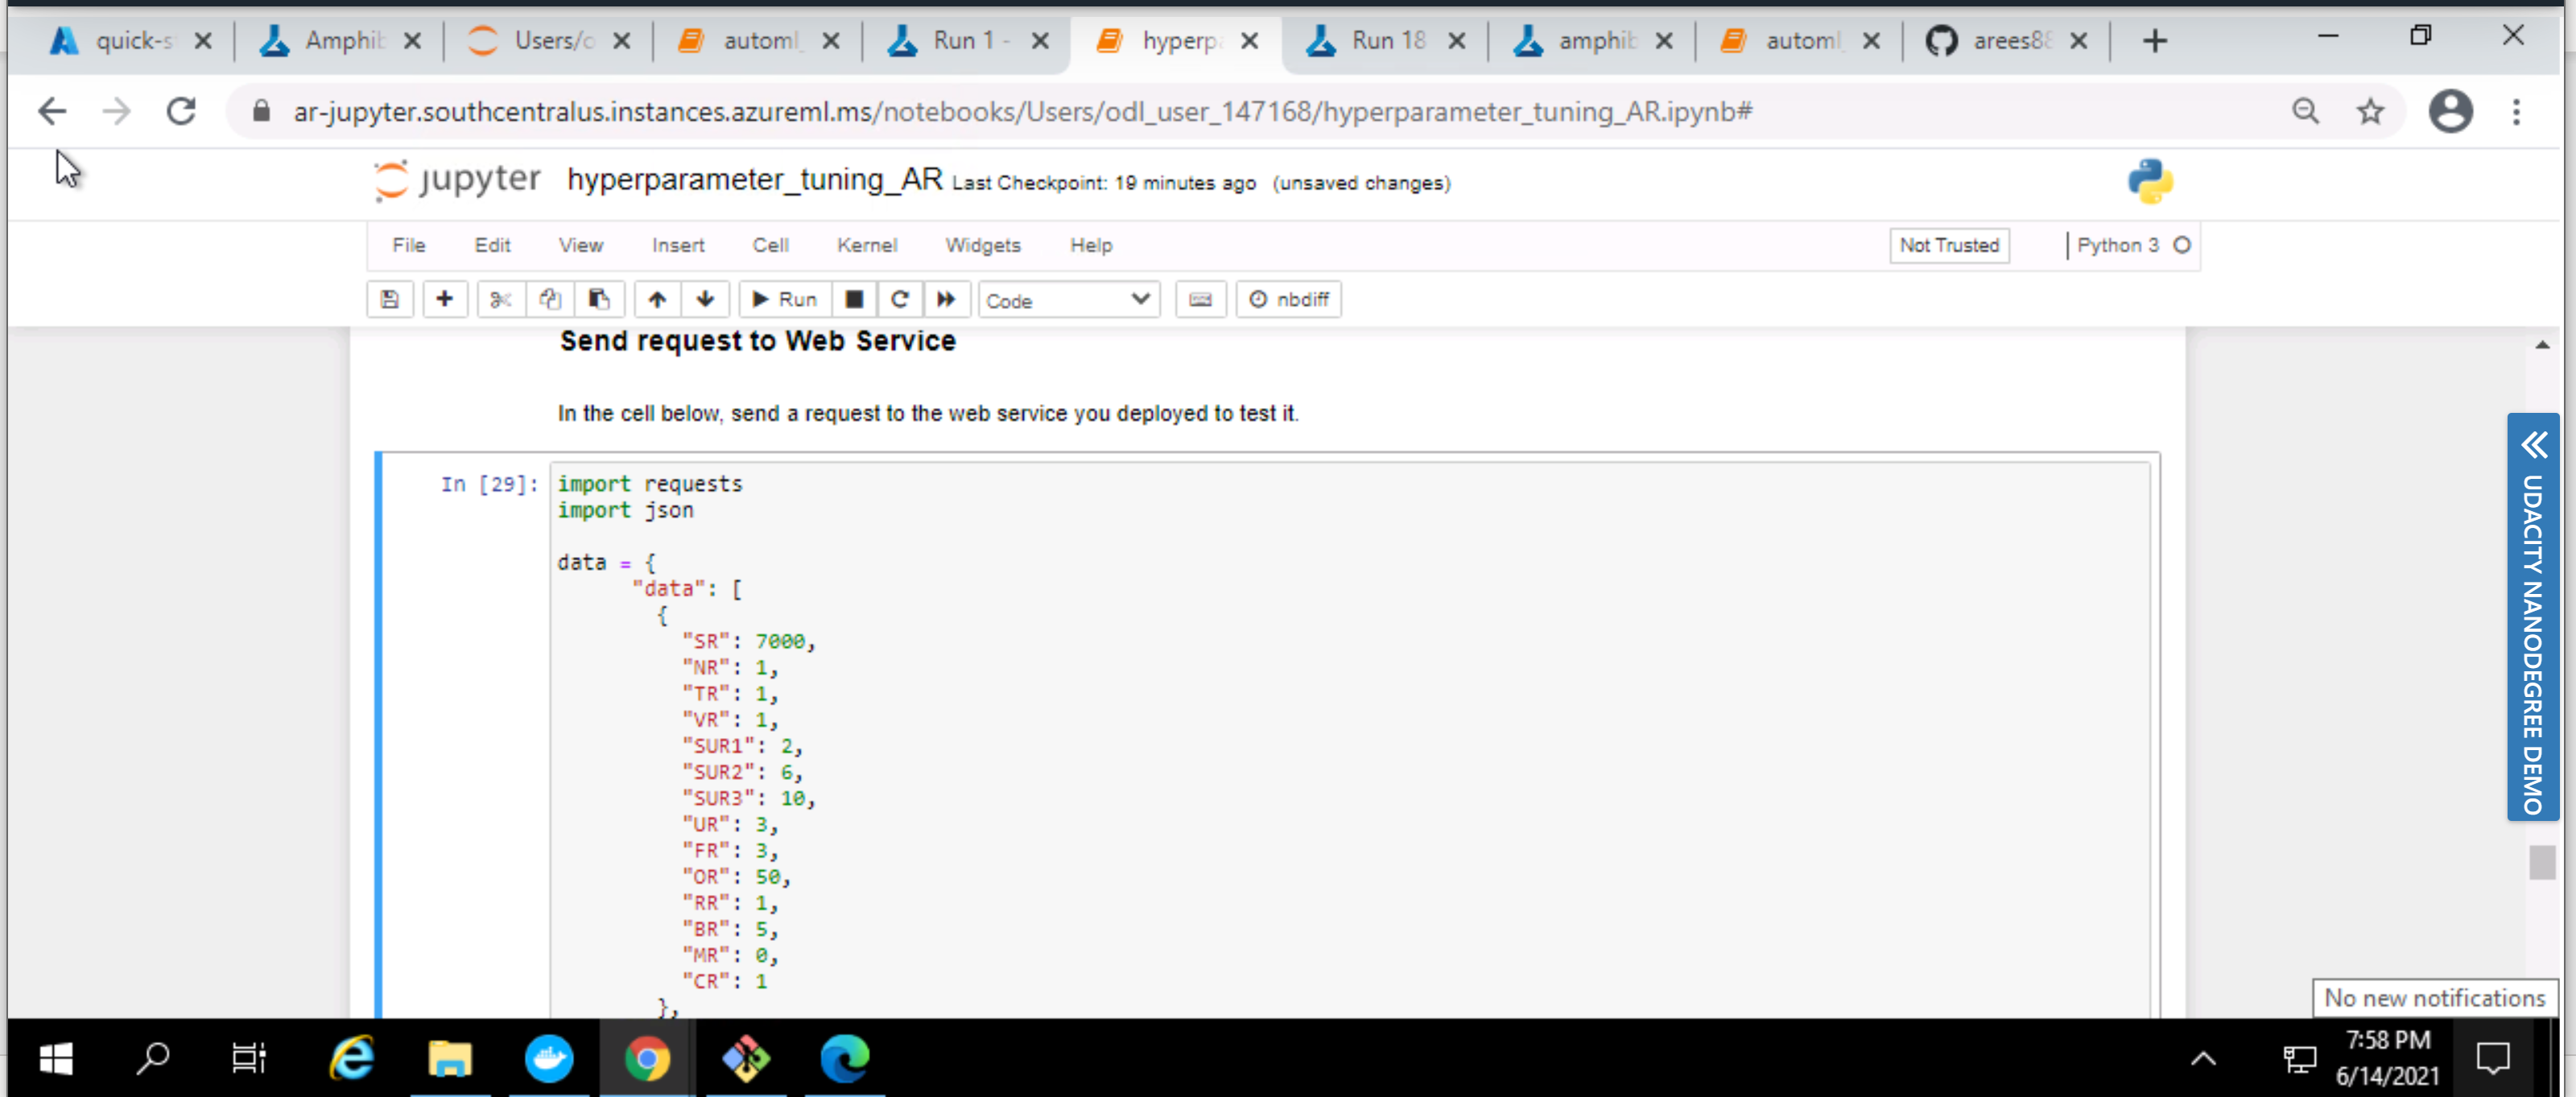 quick-s
Amphib
Users/o
automl_
Run 1 -
hyperp
Run 18
amphib
automl_
arees88
ar-jupyter.southcentralus.instances.azureml.ms/notebooks/Users/odl_user_147168/hyperparameter_tuning_AR.ipynb#
jupyter hyperparameter_tuning_AR Last Checkpoint: 19 minutes ago (unsaved changes)
File Edit View Insert Cell Kernel Widgets Help Not Trusted Python 3
Run Code nbdiff
Send request to Web Service
In the cell below, send a request to the web service you deployed to test it.
In [29]: import requests
import json
data = {
"data": [
{
"SR": 7000,
"NR": 1,
"TR": 1,
"VR": 1,
"SUR1": 2,
"SUR2": 6,
"SUR3": 10,
"UR": 3,
"FR": 3,
"OR": 50,
"RR": 1,
"BR": 5,
"MR": 0,
"CR": 1
},
UDACITY NANODEGREE DEMO
No new notifications
7:58 PM
6/14/2021